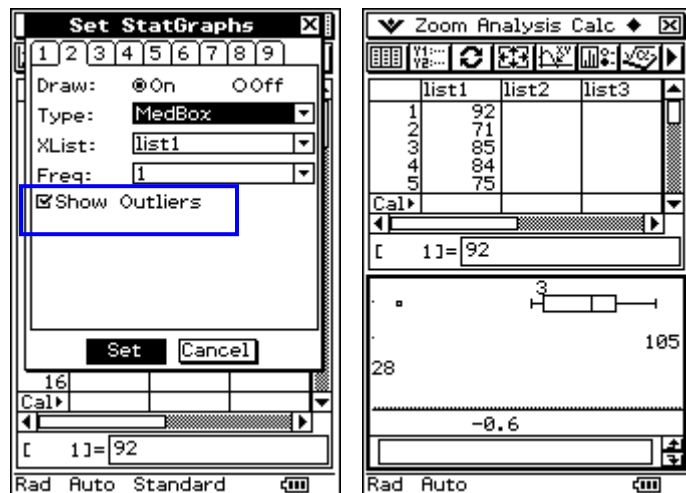 Set StatGraphs
1 2 3 4 5 6 7 8 9
Draw: On Off
Type: MedBox
XList: list1
Freq: 1
Show Outliers
Set Cancel
16
Cal
[ 1]= 92
Rad Auto Standard
Zoom Analysis Calc
list1 list2 list3
1 92
2 71
3 85
4 84
5 75
Cal
[ 1]= 92
3
105
28
-0.6
Rad Auto